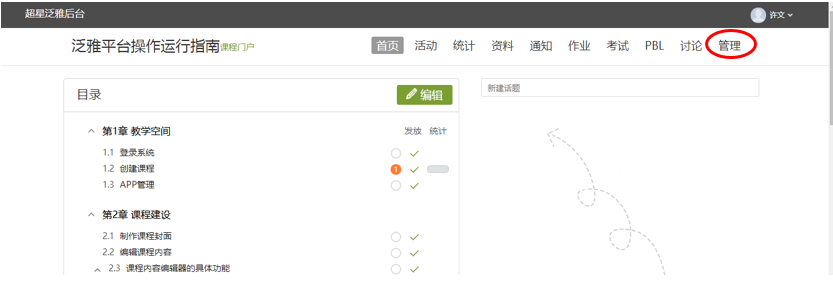 超星泛雅后台 许文
泛雅平台操作运行指南 课程门户 首页 活动 统计 资料 通知 作业 考试 PBL 讨论 管理
目录 编辑 新建话题
第1章 教学空间 发放 统计
1.1 登录系统
1.2 创建课程 1
1.3 APP管理
第2章 课程建设
2.1 制作课程封面
2.2 编辑课程内容
2.3 课程内容编辑器的具体功能